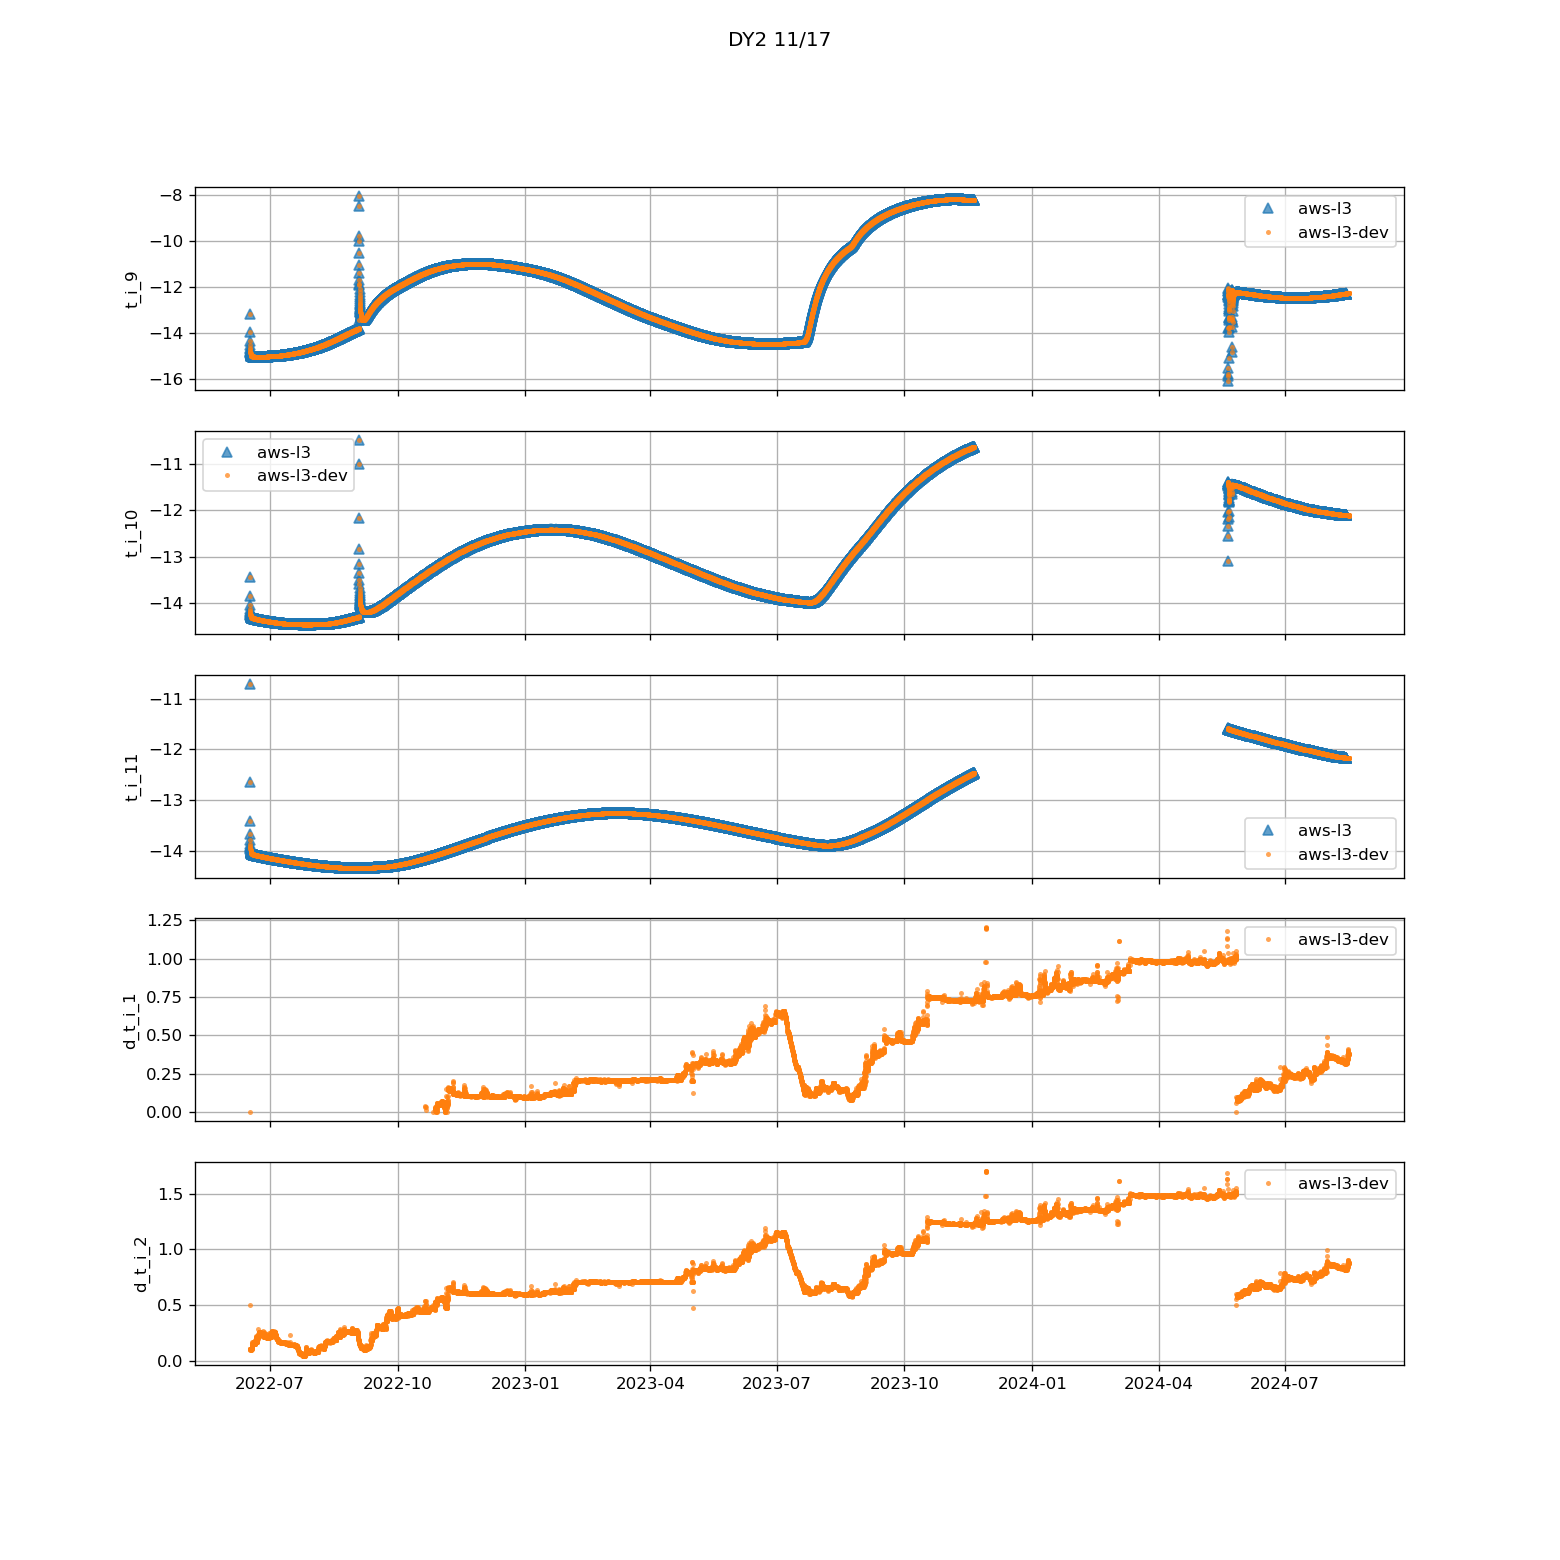 DY2 11/17
−8
−10
−12
−14
−16
t_i_9
aws-l3
aws-l3-dev
−11
−12
−13
−14
t_i_10
aws-l3
aws-l3-dev
−11
−12
−13
−14
t_i_11
aws-l3
aws-l3-dev
1.25
1.00
0.75
0.50
0.25
0.00
d_t_i_1
aws-l3-dev
1.5
1.0
0.5
0.0
d_t_i_2
aws-l3-dev
2022-07 2022-10 2023-01 2023-04 2023-07 2023-10 2024-01 2024-04 2024-07